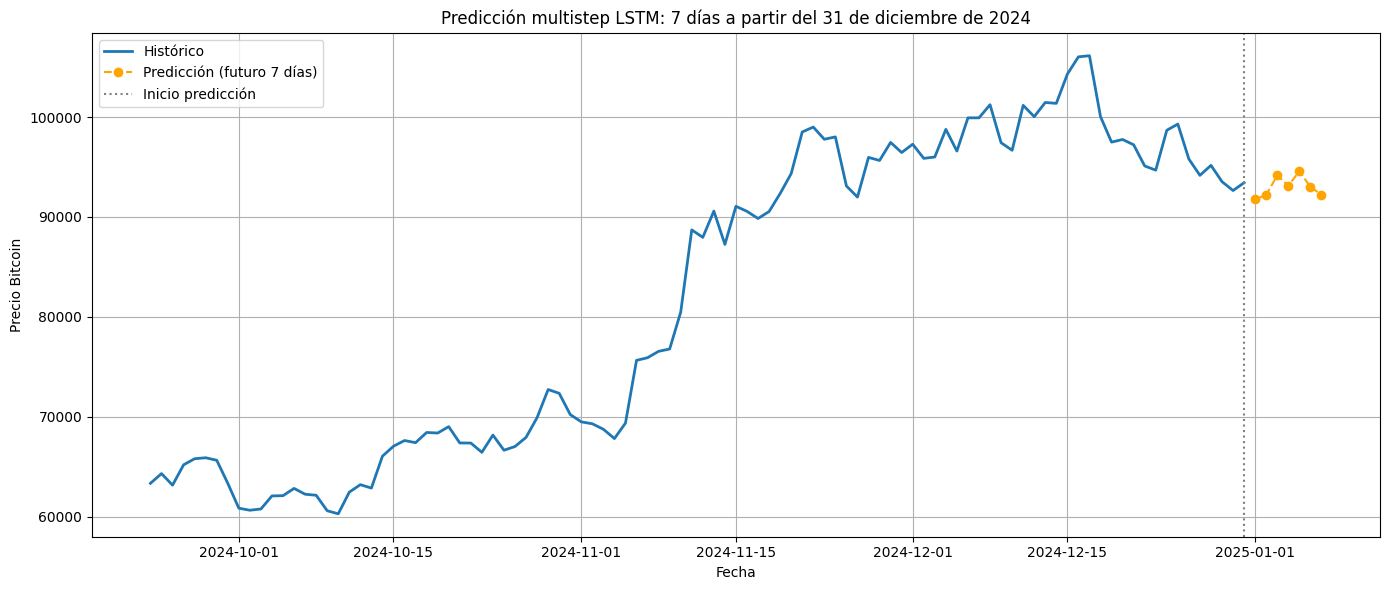 Predicción multistep LSTM: 7 días a partir del 31 de diciembre de 2024
Histórico
Predicción (futuro 7 días)
Inicio predicción
Precio Bitcoin
100000
90000
80000
70000
60000
2024-10-01
2024-10-15
2024-11-01
2024-11-15
2024-12-01
2024-12-15
2025-01-01
Fecha